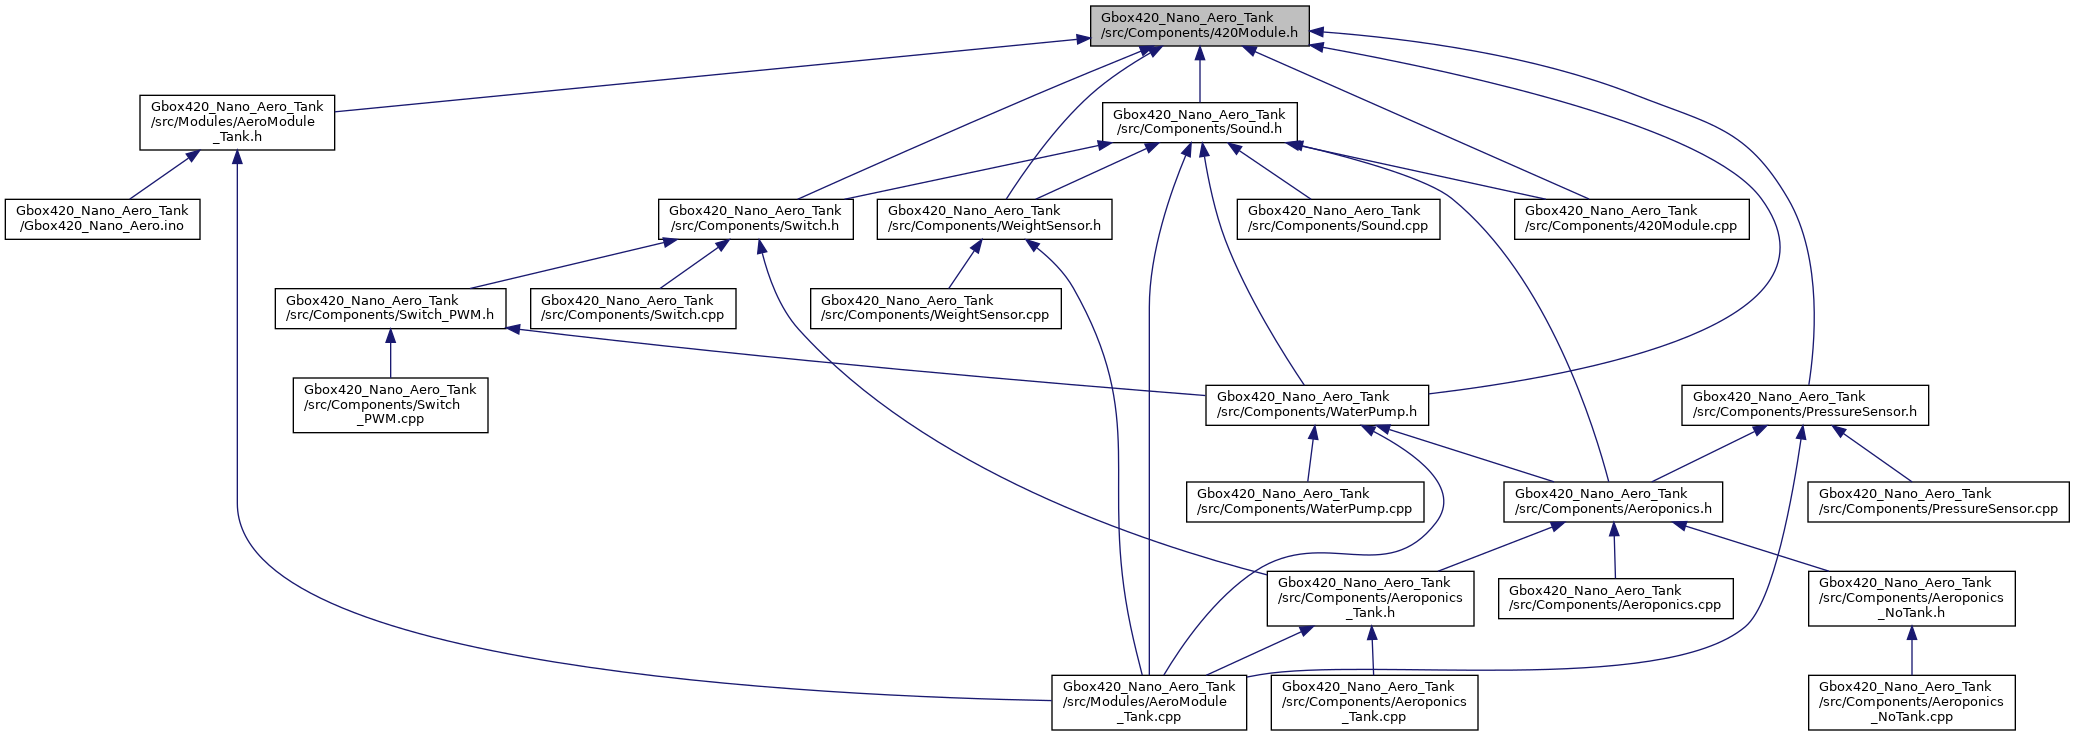 Gbox420_Nano_Aero_Tank
/src/Components/420Module.h
Gbox420_Nano_Aero_Tank
/src/Modules/AeroModule
_Tank.h
Gbox420_Nano_Aero_Tank
/src/Components/Sound.h
Gbox420_Nano_Aero_Tank
/Gbox420_Nano_Aero.ino
Gbox420_Nano_Aero_Tank
/src/Components/Switch.h
Gbox420_Nano_Aero_Tank
/src/Components/WeightSensor.h
Gbox420_Nano_Aero_Tank
/src/Components/Sound.cpp
Gbox420_Nano_Aero_Tank
/src/Components/420Module.cpp
Gbox420_Nano_Aero_Tank
/src/Components/Switch_PWM.h
Gbox420_Nano_Aero_Tank
/src/Components/Switch.cpp
Gbox420_Nano_Aero_Tank
/src/Components/WeightSensor.cpp
Gbox420_Nano_Aero_Tank
/src/Components/Switch
_PWM.cpp
Gbox420_Nano_Aero_Tank
/src/Components/WaterPump.h
Gbox420_Nano_Aero_Tank
/src/Components/PressureSensor.h
Gbox420_Nano_Aero_Tank
/src/Components/WaterPump.cpp
Gbox420_Nano_Aero_Tank
/src/Components/Aeroponics.h
Gbox420_Nano_Aero_Tank
/src/Components/PressureSensor.cpp
Gbox420_Nano_Aero_Tank
/src/Components/Aeroponics
_Tank.h
Gbox420_Nano_Aero_Tank
/src/Components/Aeroponics.cpp
Gbox420_Nano_Aero_Tank
/src/Components/Aeroponics
_NoTank.h
Gbox420_Nano_Aero_Tank
/src/Modules/AeroModule
_Tank.cpp
Gbox420_Nano_Aero_Tank
/src/Components/Aeroponics
_Tank.cpp
Gbox420_Nano_Aero_Tank
/src/Components/Aeroponics
_NoTank.cpp